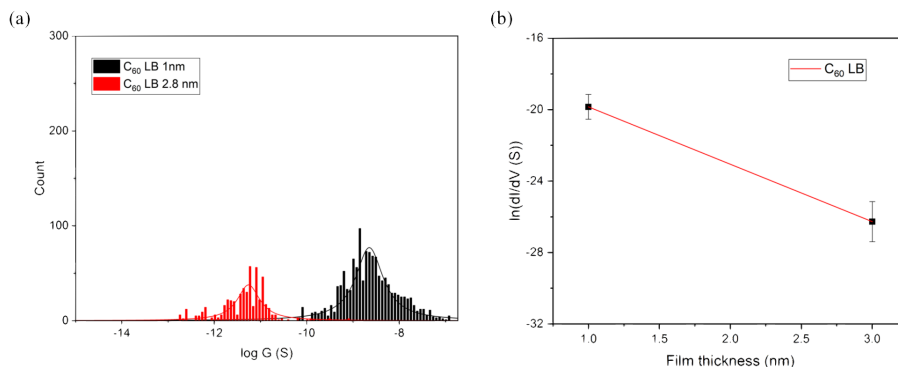 (a)
300
200
100
0
Count
C₆₀ LB 1nm
C₆₀ LB 2.8 nm
-14
-12
-10
-8
log G (S)
(b)
-16
-20
-24
-28
-32
ln(dI/dV (S))
C₆₀ LB
1.0
1.5
2.0
2.5
3.0
Film thickness (nm)